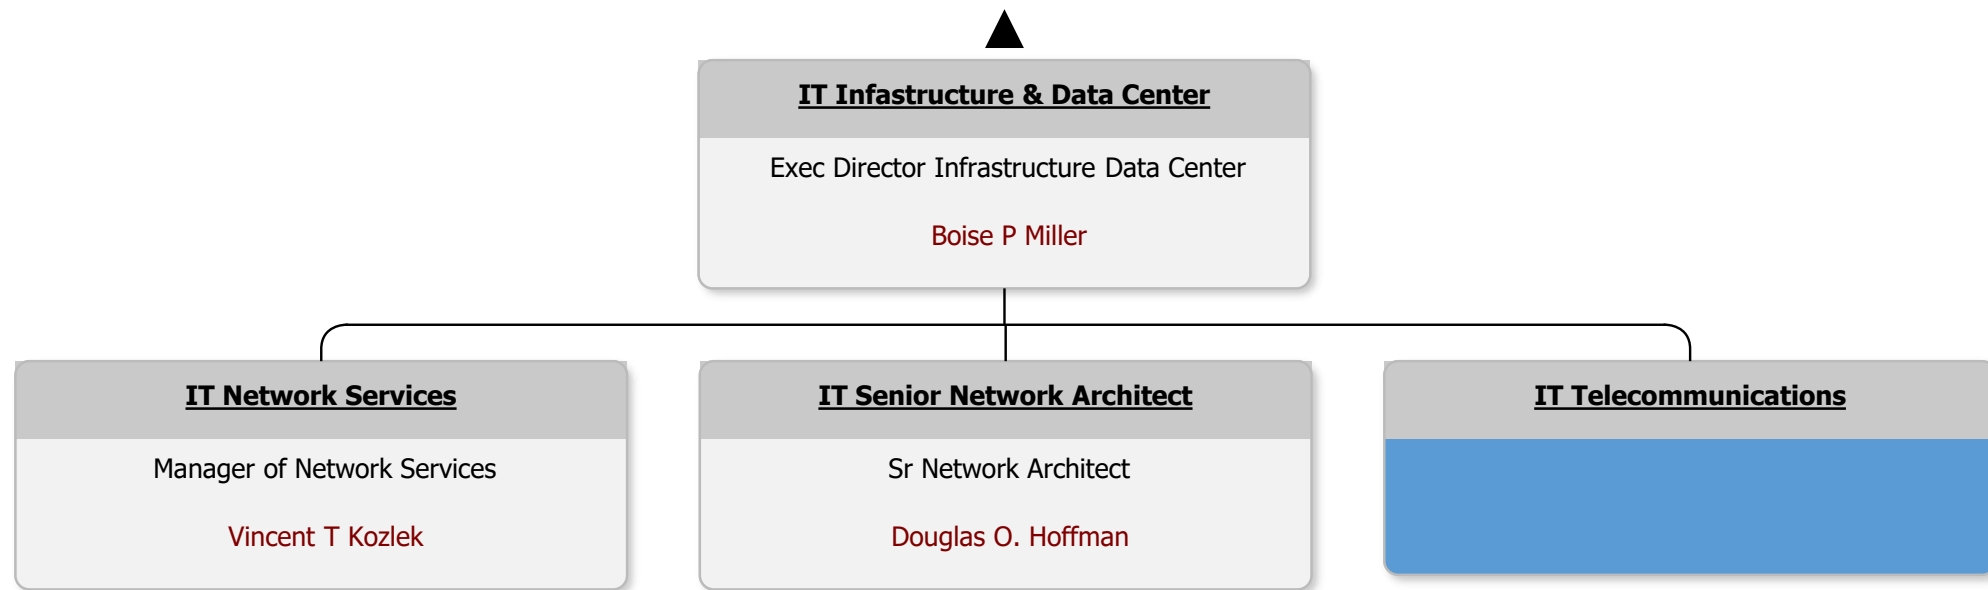 IT Infastructure & Data Center
Exec Director Infrastructure Data Center
Boise P Miller
IT Network Services
Manager of Network Services
Vincent T Kozlek
IT Senior Network Architect
Sr Network Architect
Douglas O. Hoffman
IT Telecommunications